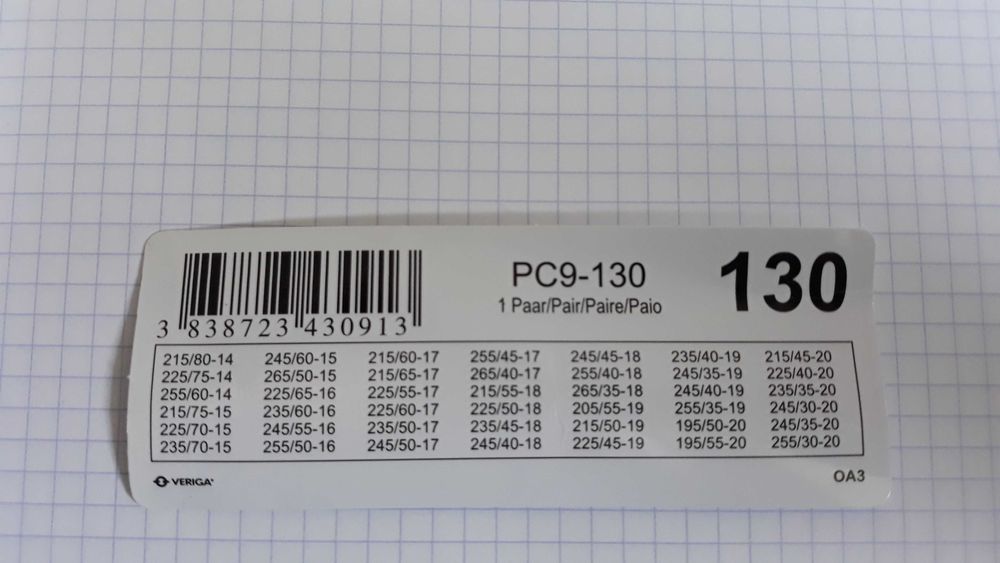 PC9-130
1 Paar/Pair/Paire/Paio
130
3 838723 430913
215/80-14 245/60-15 215/60-17 255/45-17 245/45-18 235/40-19 215/45-20
225/75-14 265/50-15 215/65-17 265/40-17 255/40-18 245/35-19 225/40-20
255/60-14 225/65-16 225/55-17 215/55-18 265/35-18 245/40-19 235/35-20
215/75-15 235/60-16 225/60-17 225/50-18 205/55-19 255/35-19 245/30-20
225/70-15 245/55-16 235/50-17 235/45-18 215/50-19 195/50-20 245/35-20
235/70-15 255/50-16 245/50-17 245/40-18 225/45-19 195/55-20 255/30-20
VERIGA
OA3